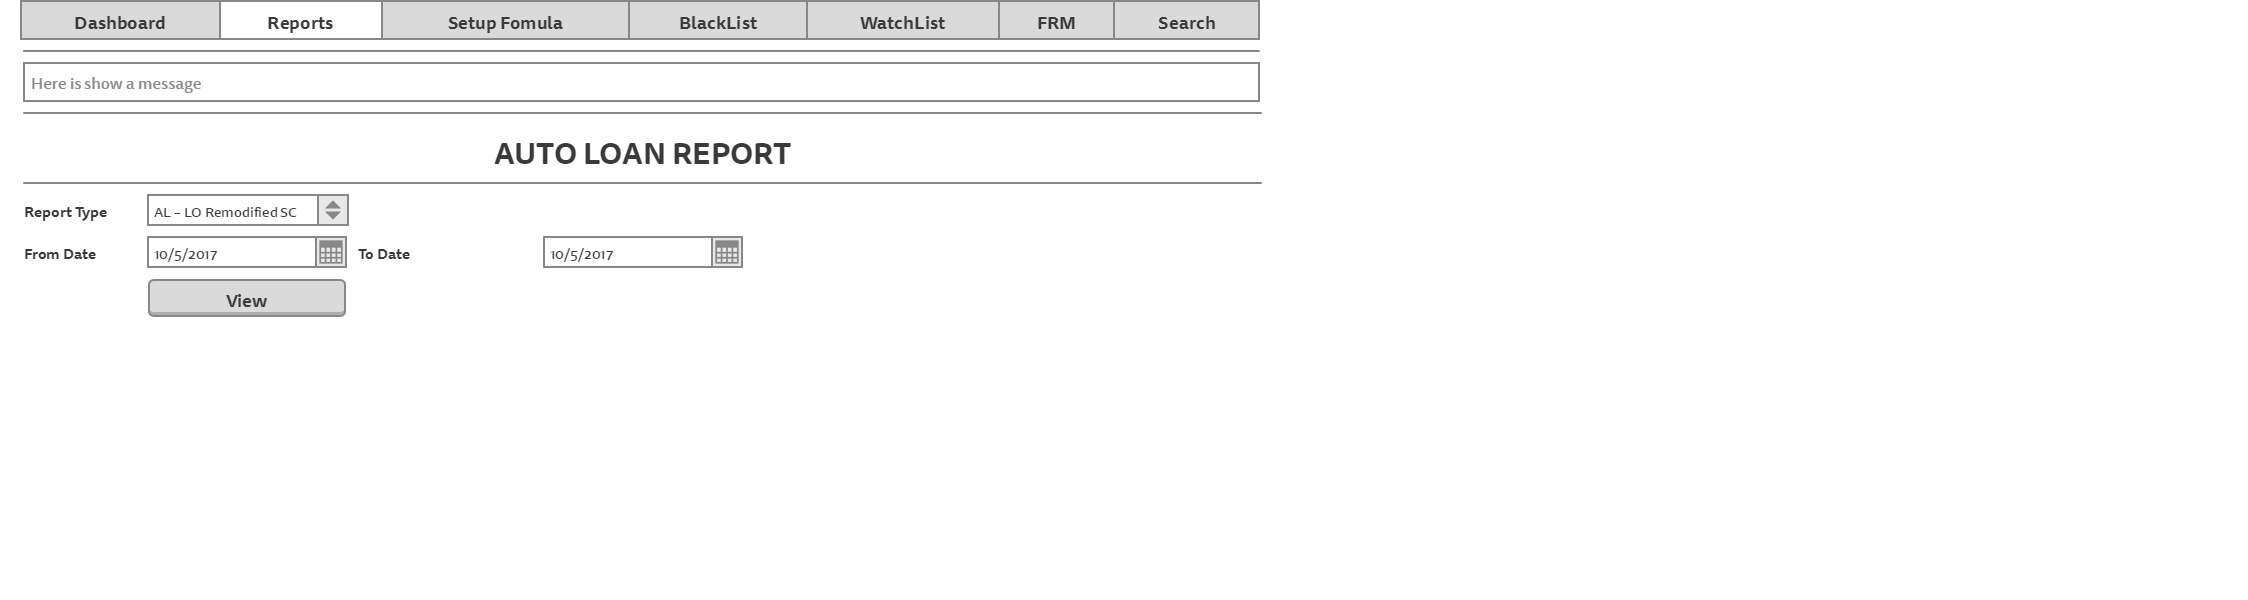 Dashboard Reports Setup Fomula BlackList WatchList FRM Search
Here is show a message
AUTO LOAN REPORT
Report Type AL – LO Remodified SC
From Date 10/5/2017 To Date 10/5/2017
View